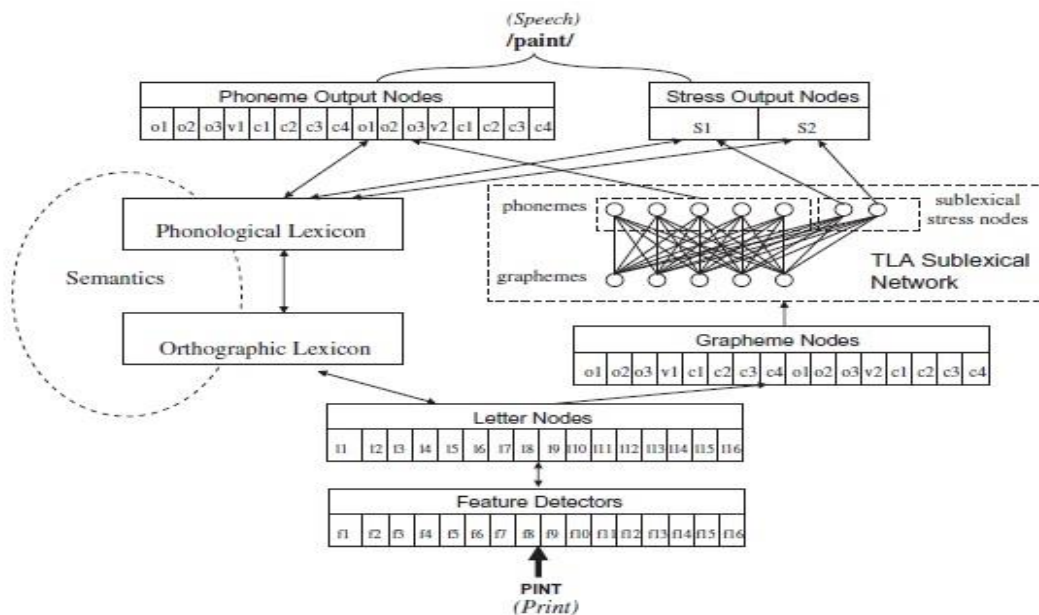 (Speech)
/paint/
Phoneme Output Nodes
o1 o2 o3 v1 c1 c2 c3 c4 o1 o2 o3 v2 c1 c2 c3 c4
Stress Output Nodes
S1 S2
Phonological Lexicon
Semantics
Orthographic Lexicon
phonemes
graphemes
sublexical
stress nodes
TLA Sublexical
Network
Grapheme Nodes
o1 o2 o3 v1 c1 c2 c3 c4 o1 o2 o3 v2 c1 c2 c3 c4
Letter Nodes
l1 l2 l3 l4 l5 l6 l7 l8 l9 l10 l11 l12 l13 l14 l15 l16
Feature Detectors
f1 f2 f3 f4 f5 f6 f7 f8 f9 f10 f11 f12 f13 f14 f15 f16
PINT
(Print)